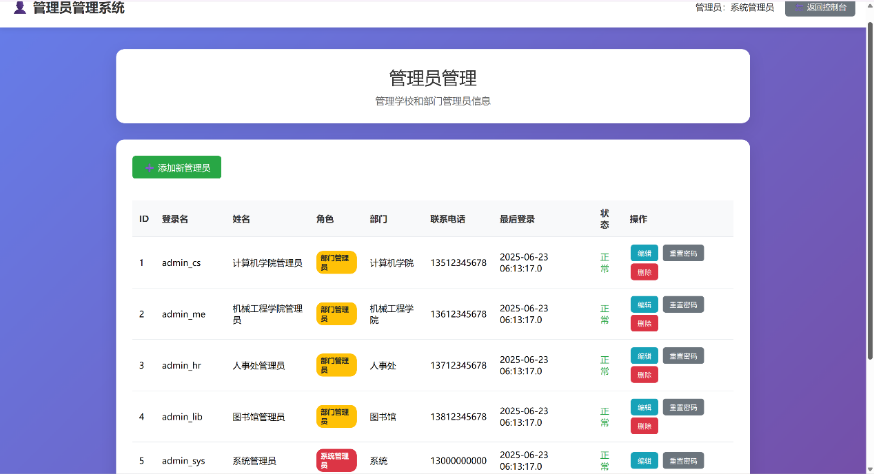 管理员管理系统
管理员：系统管理员
返回控制台
管理员管理
管理学校和部门管理员信息
添加新管理员
ID 登录名 姓名 角色 部门 联系电话 最后登录 状态 操作
1 admin_cs 计算机学院管理员 部门管理员 计算机学院 13512345678 2025-06-23 06:13:17.0 正常 编辑 重置密码 删除
2 admin_me 机械工程学院管理员 部门管理员 机械工程学院 13612345678 2025-06-23 06:13:17.0 正常 编辑 重置密码 删除
3 admin_hr 人事处管理员 部门管理员 人事处 13712345678 2025-06-23 06:13:17.0 正常 编辑 重置密码 删除
4 admin_lib 图书馆管理员 部门管理员 图书馆 13812345678 2025-06-23 06:13:17.0 正常 编辑 重置密码 删除
5 admin_sys 系统管理员 系统管理员 系统 13000000000 2025-06-23 06:13:17.0 正常 编辑 重置密码